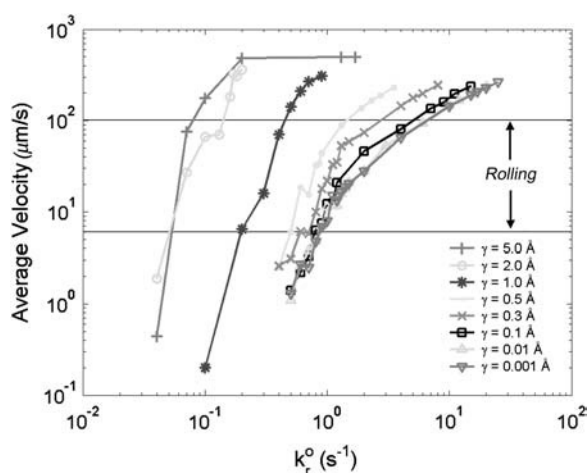 10³
10²
10¹
10⁰
10⁻¹
Average Velocity (μm/s)
Rolling
γ = 5.0 Å
γ = 2.0 Å
γ = 1.0 Å
γ = 0.5 Å
γ = 0.3 Å
γ = 0.1 Å
γ = 0.01 Å
γ = 0.001 Å
10⁻² 10⁻¹ 10⁰ 10¹ 10²
kᵣᵒ (s⁻¹)